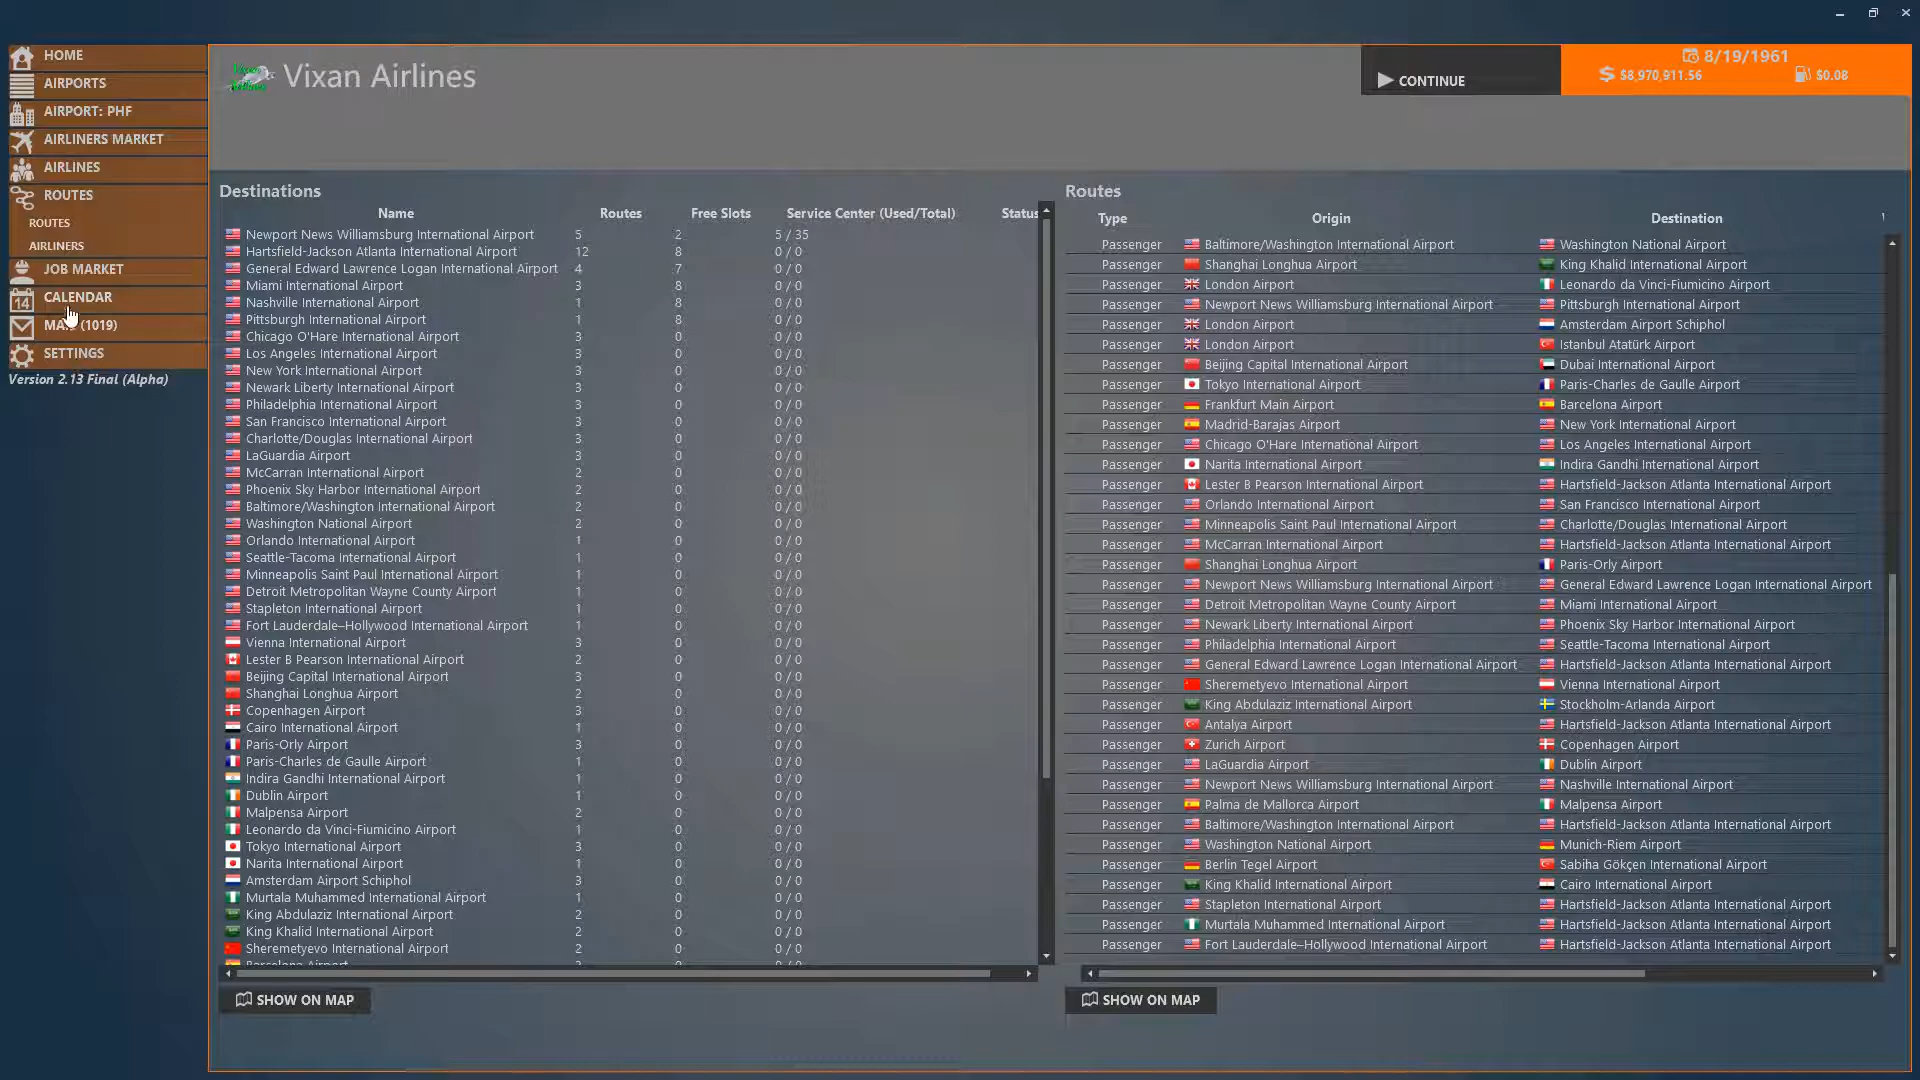 HOME
AIRPORTS
AIRPORT: PHF
AIRLINERS MARKET
AIRLINES
ROUTES
ROUTES
AIRLINERS
JOB MARKET
CALENDAR
(1019)
SETTINGS
Version 2.13 Final (Alpha)
Vixan Airlines
CONTINUE
8/19/1961
$8,970,911.56 $0.08
Destinations
Name Routes Free Slots Service Center (Used/Total) Status
Newport News Williamsburg International Airport 5 2 5 / 35
Hartsfield-Jackson Atlanta International Airport 12 8 0 / 0
General Edward Lawrence Logan International Airport 4 7 0 / 0
Miami International Airport 3 8 0 / 0
Nashville International Airport 1 8 0 / 0
Pittsburgh International Airport 1 8 0 / 0
Chicago O'Hare International Airport 3 0 0 / 0
Los Angeles International Airport 3 0 0 / 0
New York International Airport 3 0 0 / 0
Newark Liberty International Airport 3 0 0 / 0
Philadelphia International Airport 3 0 0 / 0
San Francisco International Airport 3 0 0 / 0
Charlotte/Douglas International Airport 3 0 0 / 0
LaGuardia Airport 3 0 0 / 0
McCarran International Airport 2 0 0 / 0
Phoenix Sky Harbor International Airport 2 0 0 / 0
Baltimore/Washington International Airport 2 0 0 / 0
Washington National Airport 2 0 0 / 0
Orlando International Airport 1 0 0 / 0
Seattle-Tacoma International Airport 1 0 0 / 0
Minneapolis Saint Paul International Airport 1 0 0 / 0
Detroit Metropolitan Wayne County Airport 1 0 0 / 0
Stapleton International Airport 1 0 0 / 0
Fort Lauderdale–Hollywood International Airport 1 0 0 / 0
Vienna International Airport 3 0 0 / 0
Lester B Pearson International Airport 2 0 0 / 0
Beijing Capital International Airport 3 0 0 / 0
Shanghai Longhua Airport 2 0 0 / 0
Copenhagen Airport 3 0 0 / 0
Cairo International Airport 1 0 0 / 0
Paris-Orly Airport 3 0 0 / 0
Paris-Charles de Gaulle Airport 1 0 0 / 0
Indira Gandhi International Airport 1 0 0 / 0
Dublin Airport 1 0 0 / 0
Malpensa Airport 2 0 0 / 0
Leonardo da Vinci-Fiumicino Airport 1 0 0 / 0
Tokyo International Airport 3 0 0 / 0
Narita International Airport 1 0 0 / 0
Amsterdam Airport Schiphol 3 0 0 / 0
Murtala Muhammed International Airport 1 0 0 / 0
King Abdulaziz International Airport 2 0 0 / 0
King Khalid International Airport 2 0 0 / 0
Sheremetyevo International Airport 2 0 0 / 0
SHOW ON MAP
Routes
Type Origin Destination
Passenger Baltimore/Washington International Airport Washington National Airport
Passenger Shanghai Longhua Airport King Khalid International Airport
Passenger London Airport Leonardo da Vinci-Fiumicino Airport
Passenger Newport News Williamsburg International Airport Pittsburgh International Airport
Passenger London Airport Amsterdam Airport Schiphol
Passenger London Airport Istanbul Atatürk Airport
Passenger Beijing Capital International Airport Dubai International Airport
Passenger Tokyo International Airport Paris-Charles de Gaulle Airport
Passenger Frankfurt Main Airport Barcelona Airport
Passenger Madrid-Barajas Airport New York International Airport
Passenger Chicago O'Hare International Airport Los Angeles International Airport
Passenger Narita International Airport Indira Gandhi International Airport
Passenger Lester B Pearson International Airport Hartsfield-Jackson Atlanta International Airport
Passenger Orlando International Airport San Francisco International Airport
Passenger Minneapolis Saint Paul International Airport Charlotte/Douglas International Airport
Passenger McCarran International Airport Hartsfield-Jackson Atlanta International Airport
Passenger Shanghai Longhua Airport Paris-Orly Airport
Passenger Newport News Williamsburg International Airport General Edward Lawrence Logan International Airport
Passenger Detroit Metropolitan Wayne County Airport Miami International Airport
Passenger Newark Liberty International Airport Phoenix Sky Harbor International Airport
Passenger Philadelphia International Airport Seattle-Tacoma International Airport
Passenger General Edward Lawrence Logan International Airport Hartsfield-Jackson Atlanta International Airport
Passenger Sheremetyevo International Airport Vienna International Airport
Passenger King Abdulaziz International Airport Stockholm-Arlanda Airport
Passenger Antalya Airport Hartsfield-Jackson Atlanta International Airport
Passenger Zurich Airport Copenhagen Airport
Passenger LaGuardia Airport Dublin Airport
Passenger Newport News Williamsburg International Airport Nashville International Airport
Passenger Palma de Mallorca Airport Malpensa Airport
Passenger Baltimore/Washington International Airport Hartsfield-Jackson Atlanta International Airport
Passenger Washington National Airport Munich-Riem Airport
Passenger Berlin Tegel Airport Sabiha Gökçen International Airport
Passenger King Khalid International Airport Cairo International Airport
Passenger Stapleton International Airport Hartsfield-Jackson Atlanta International Airport
Passenger Murtala Muhammed International Airport Hartsfield-Jackson Atlanta International Airport
Passenger Fort Lauderdale–Hollywood International Airport Hartsfield-Jackson Atlanta International Airport
SHOW ON MAP